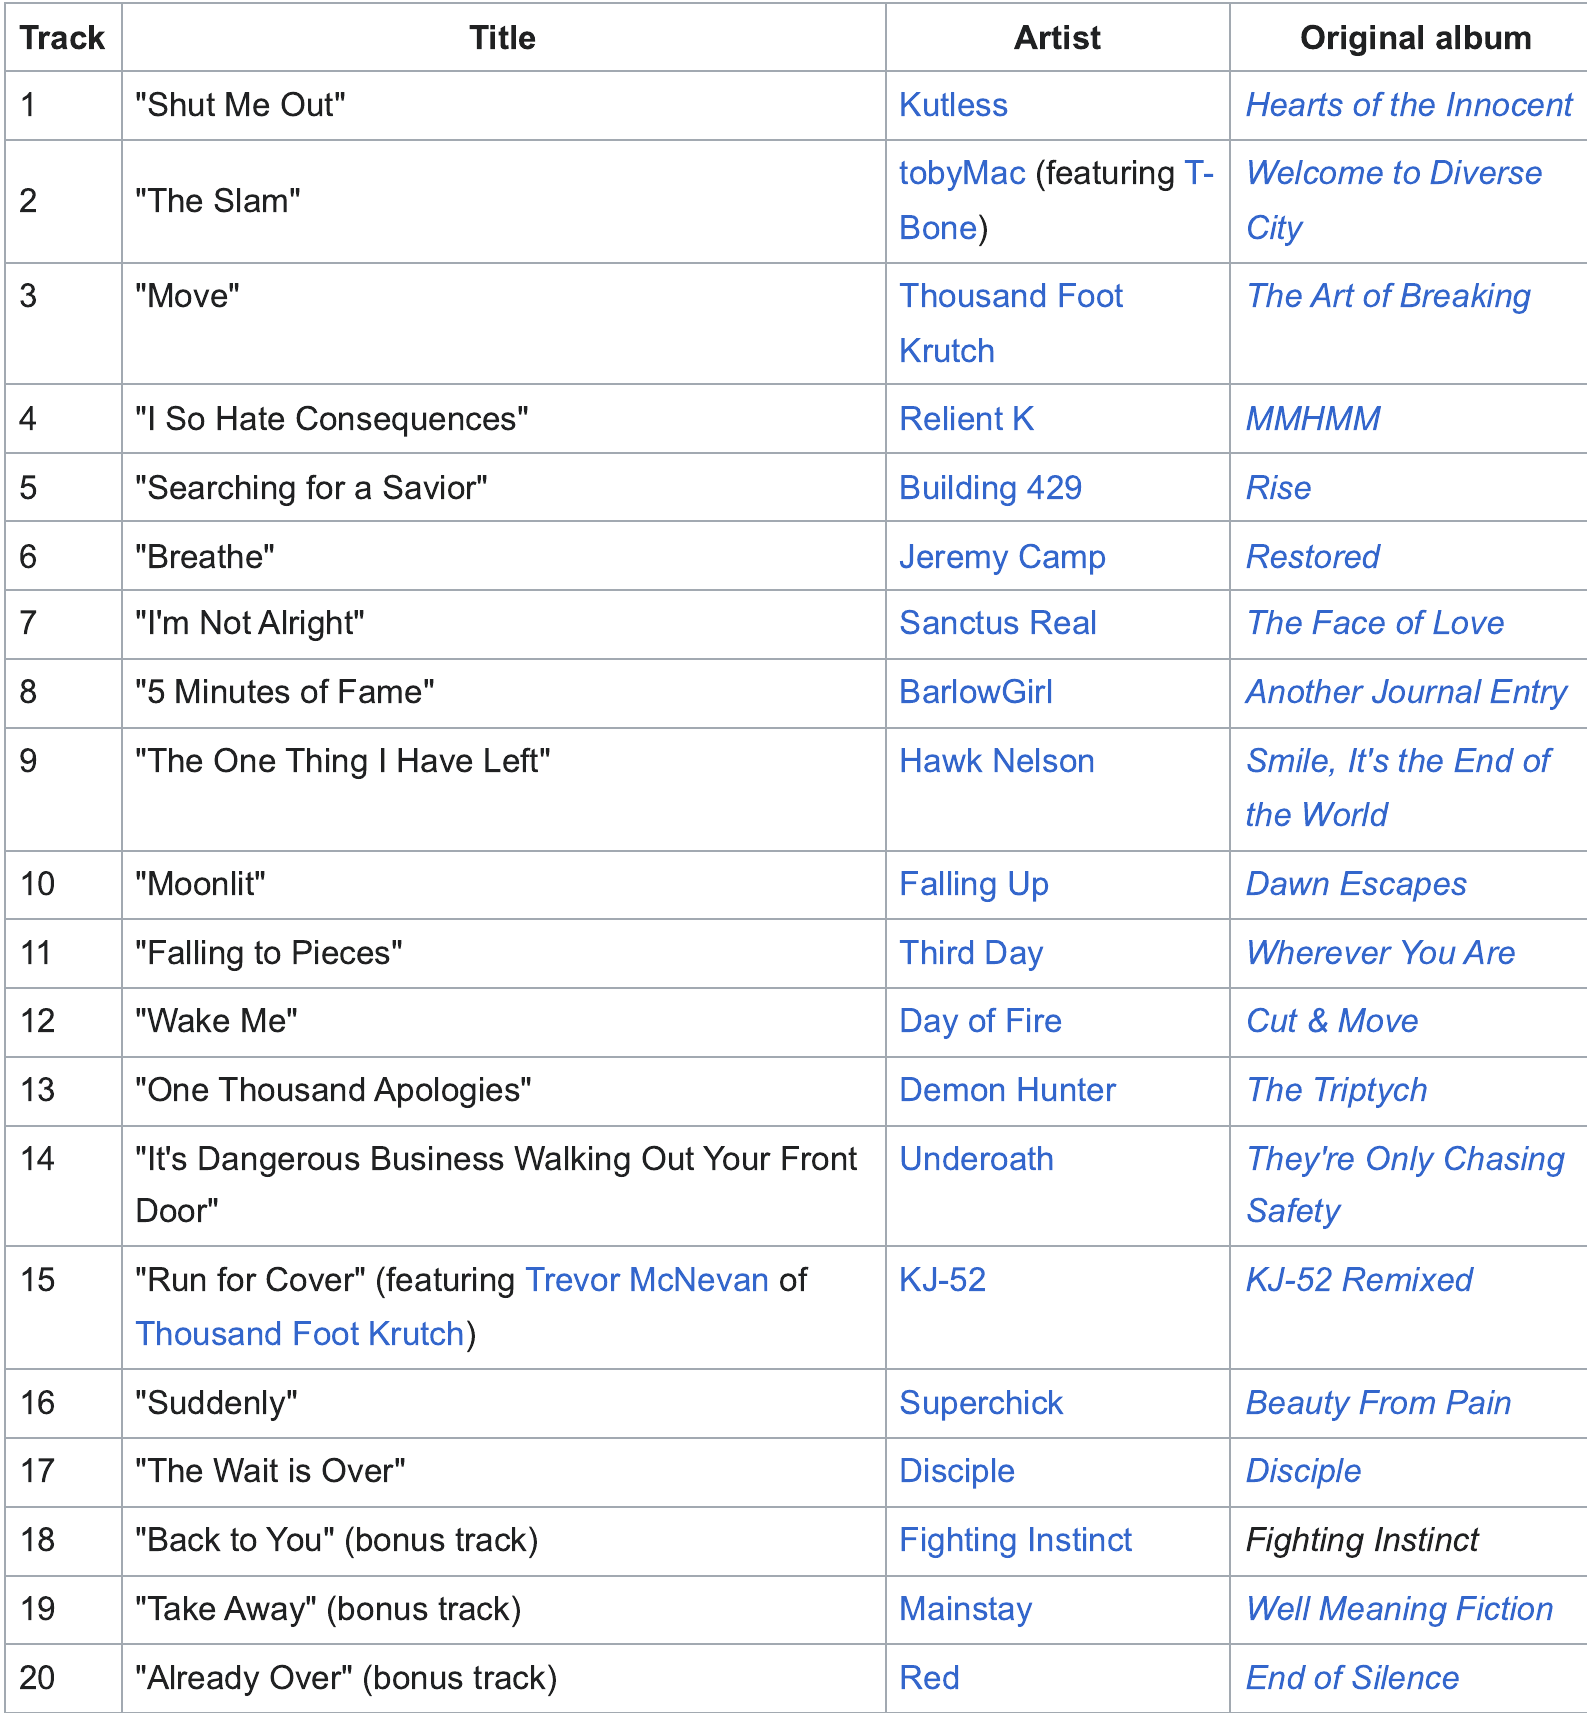 Track Title Artist Original album
1 "Shut Me Out" Kutless Hearts of the Innocent
2 "The Slam" tobyMac (featuring T-
Bone) Welcome to Diverse
City
3 "Move" Thousand Foot
Krutch The Art of Breaking
4 "I So Hate Consequences" Relient K MMHMM
5 "Searching for a Savior" Building 429 Rise
6 "Breathe" Jeremy Camp Restored
7 "I'm Not Alright" Sanctus Real The Face of Love
8 "5 Minutes of Fame" BarlowGirl Another Journal Entry
9 "The One Thing I Have Left" Hawk Nelson Smile, It's the End of
the World
10 "Moonlit" Falling Up Dawn Escapes
11 "Falling to Pieces" Third Day Wherever You Are
12 "Wake Me" Day of Fire Cut & Move
13 "One Thousand Apologies" Demon Hunter The Triptych
14 "It's Dangerous Business Walking Out Your Front
Door" Underoath They're Only Chasing
Safety
15 "Run for Cover" (featuring Trevor McNevan of
Thousand Foot Krutch) KJ-52 KJ-52 Remixed
16 "Suddenly" Superchick Beauty From Pain
17 "The Wait is Over" Disciple Disciple
18 "Back to You" (bonus track) Fighting Instinct Fighting Instinct
19 "Take Away" (bonus track) Mainstay Well Meaning Fiction
20 "Already Over" (bonus track) Red End of Silence